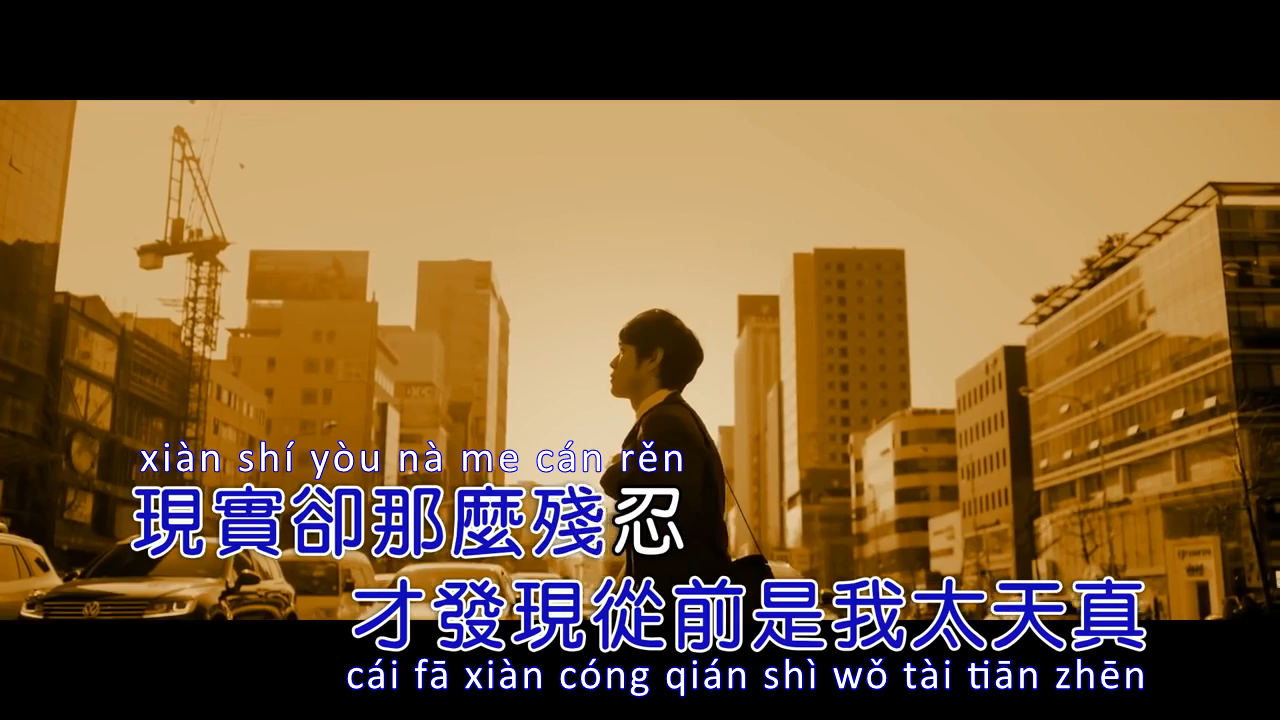 xiàn shí yòu nà me cán rěn
現實卻那麼殘忍
才發現從前是我太天真
cái fā xiàn cóng qián shì wǒ tài tiān zhēn